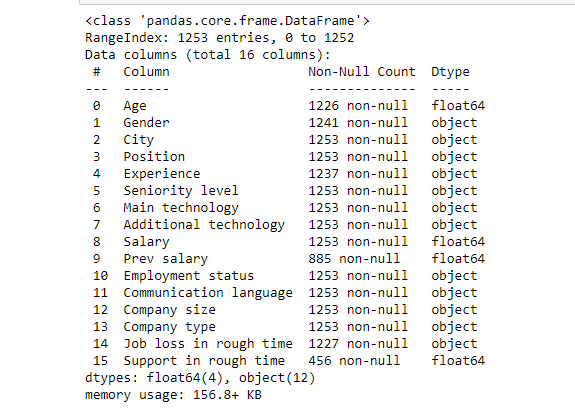 <class 'pandas.core.frame.DataFrame'>
RangeIndex: 1253 entries, 0 to 1252
Data columns (total 16 columns):
 #   Column                  Non-Null Count  Dtype
---  ------                  --------------  -----
 0   Age                     1226 non-null   float64
 1   Gender                  1241 non-null   object
 2   City                    1253 non-null   object
 3   Position                1253 non-null   object
 4   Experience              1237 non-null   object
 5   Seniority level         1253 non-null   object
 6   Main technology         1253 non-null   object
 7   Additional technology   1253 non-null   object
 8   Salary                  1253 non-null   float64
 9   Prev salary             885 non-null    float64
 10  Employment status       1253 non-null   object
 11  Communication language  1253 non-null   object
 12  Company size            1253 non-null   object
 13  Company type            1253 non-null   object
 14  Job loss in rough time  1227 non-null   object
 15  Support in rough time   456 non-null    float64
dtypes: float64(4), object(12)
memory usage: 156.8+ KB